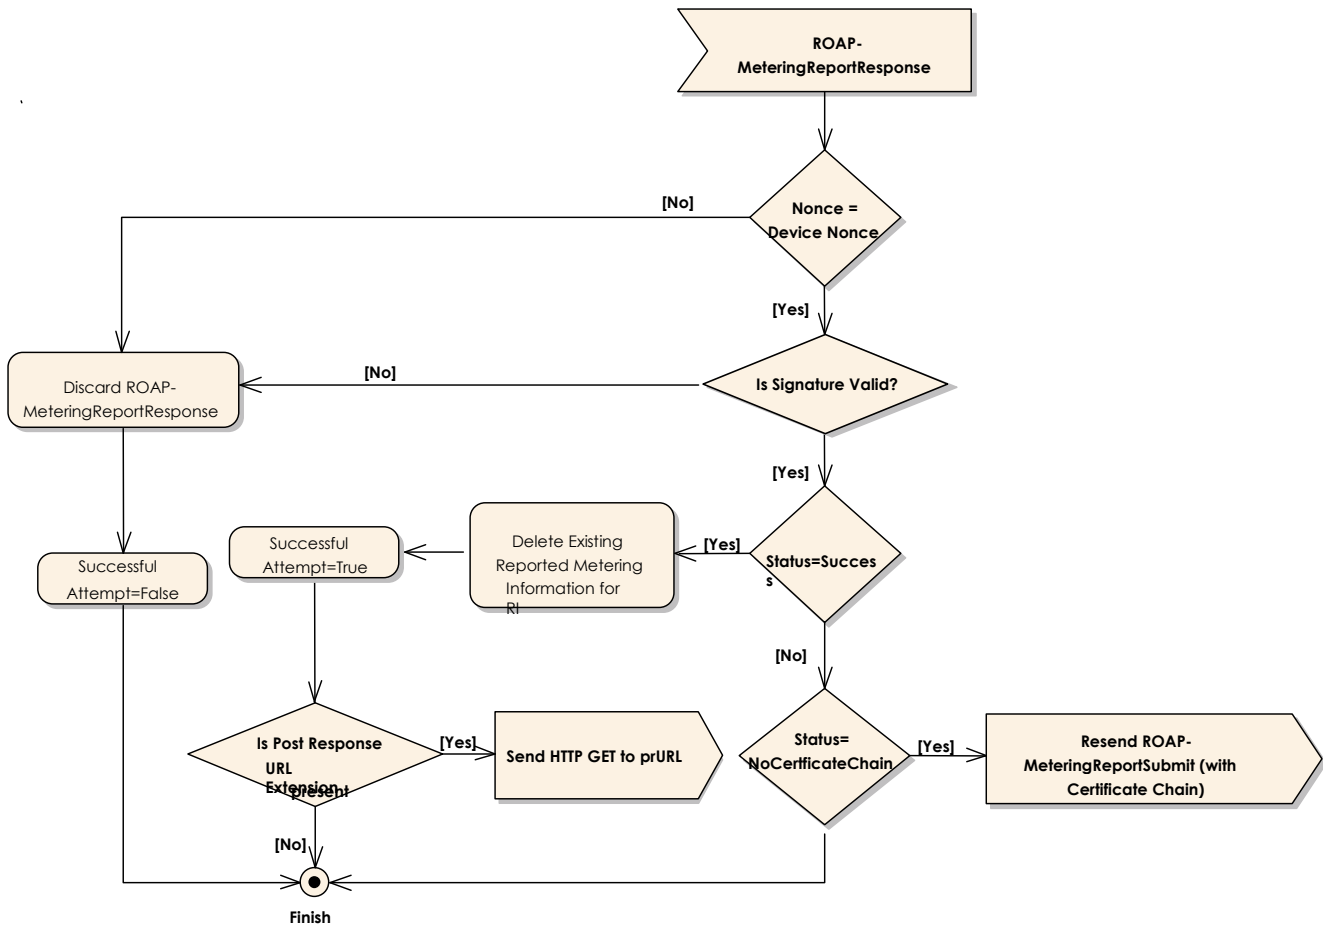 ROAP-
MeteringReportResponse
[No]
Nonce =
Device Nonce
[Yes]
Discard ROAP-
MeteringReportResponse
[No]
Is Signature Valid?
[Yes]
Successful
Attempt=False
Successful
Attempt=True
Delete Existing
Reported Metering
Information for
RI
[Yes]
Status=Succes
s
[No]
Is Post Response
URL
Extension
present
[Yes]
Send HTTP GET to prURL
Status=
NoCertficateChain
[Yes]
Resend ROAP-
MeteringReportSubmit (with
Certificate Chain)
[No]
Finish